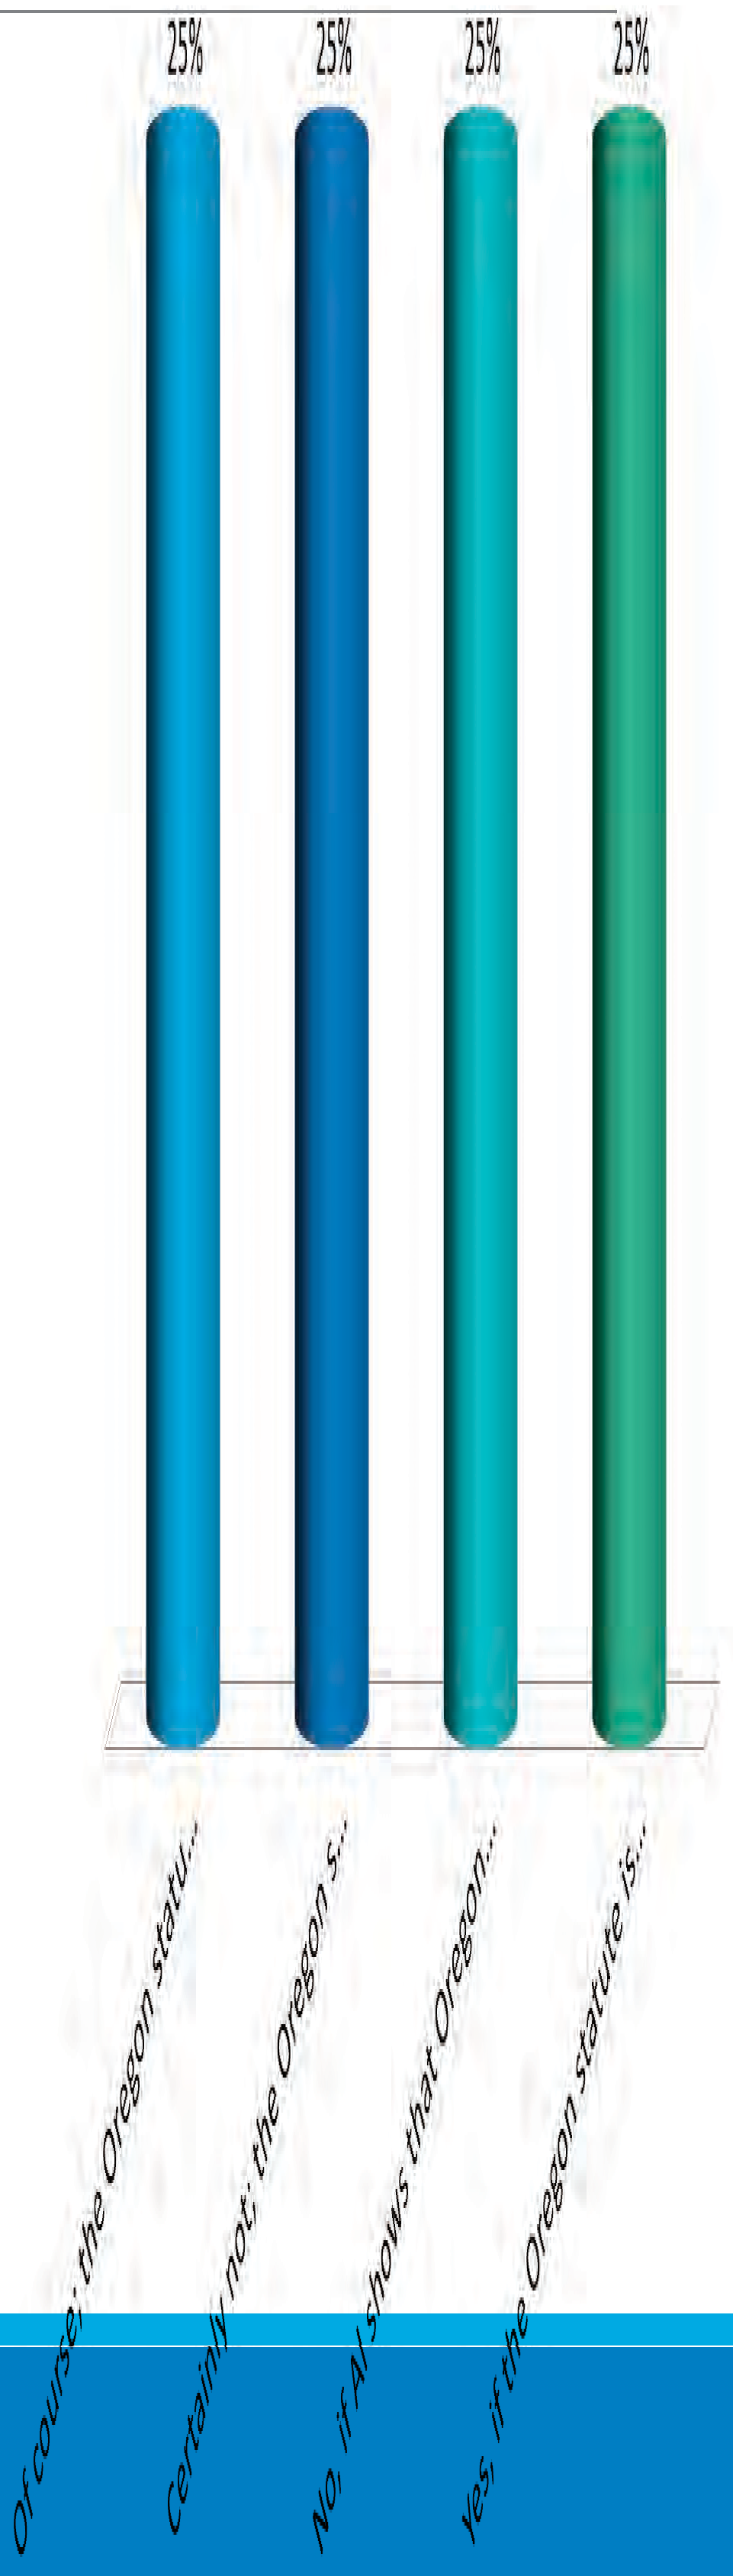 25% 25% 25% 25%
Of course; the Oregon statu...
Certainly not; the Oregon s...
No, if Al shows that Oregon...
Yes, if the Oregon statute is...